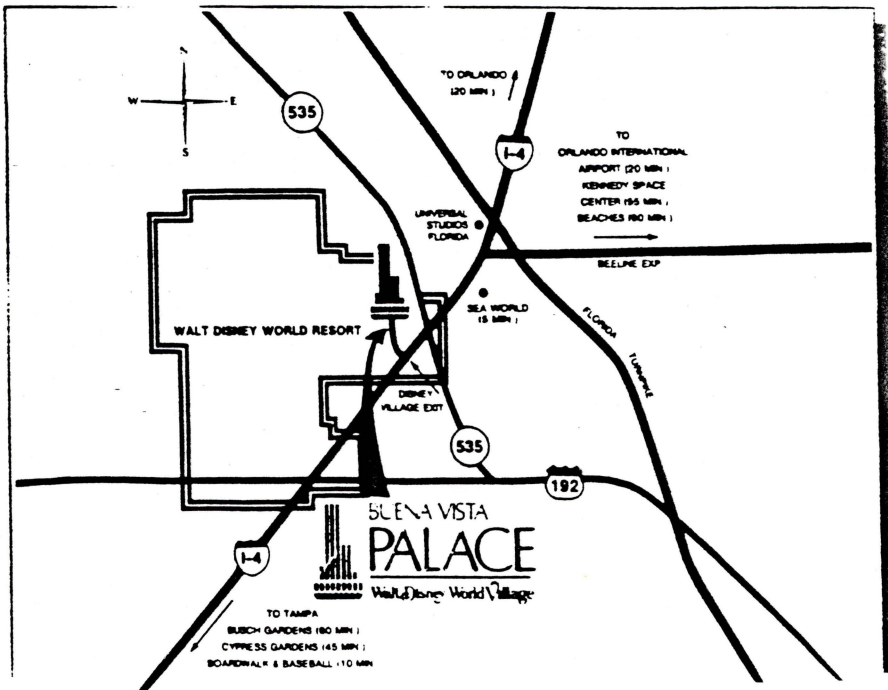 N
W E
S
535
TO ORLANDO
(20 MIN.)
I-4
TO
ORLANDO INTERNATIONAL
AIRPORT (20 MIN.)
KENNEDY SPACE
CENTER (55 MIN.)
BEACHES (60 MIN.)
UNIVERSAL
STUDIOS
FLORIDA
BEELINE EXP
SEA WORLD
(5 MIN.)
WALT DISNEY WORLD RESORT
FLORIDA TURNPIKE
DISNEY
VILLAGE EXIT
535
192
BUENA VISTA
PALACE
Walt Disney World Village
I-4
TO TAMPA
BUSCH GARDENS (60 MIN.)
CYPRESS GARDENS (45 MIN.)
BOARDWALK & BASEBALL (10 MIN